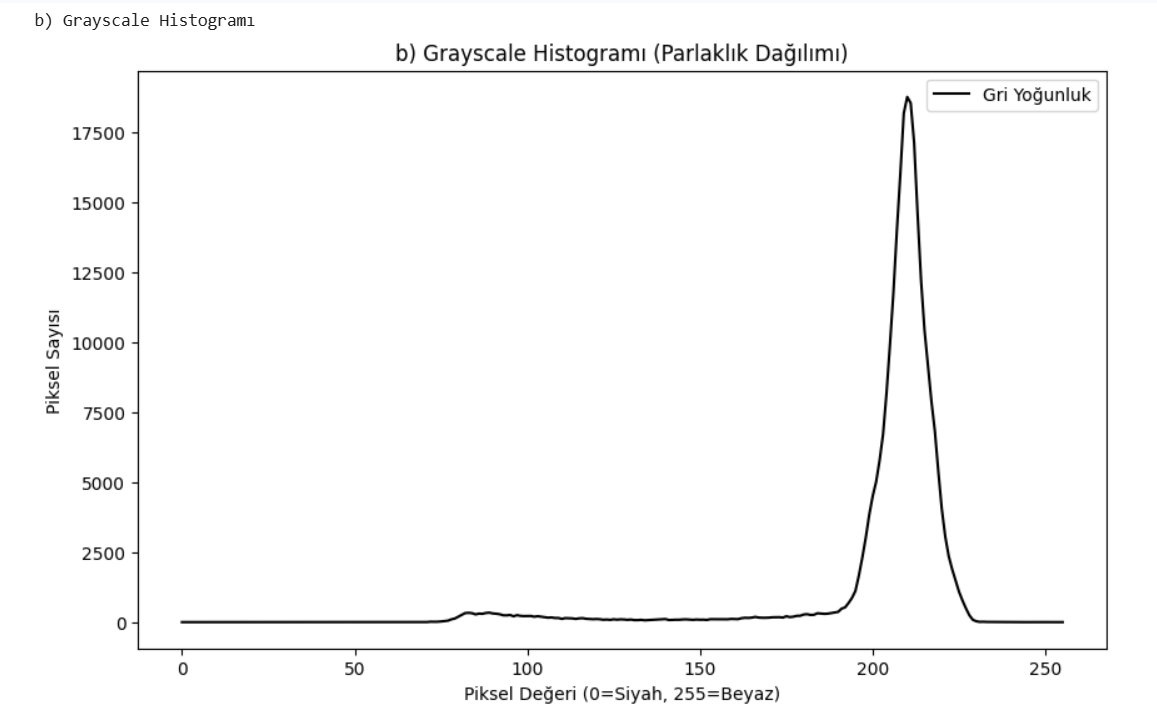 b) Grayscale Histogramı
b) Grayscale Histogramı (Parlaklık Dağılımı)
Gri Yoğunluk
17500
15000
12500
10000
7500
5000
2500
0
Piksel Sayısı
0 50 100 150 200 250
Piksel Değeri (0=Siyah, 255=Beyaz)